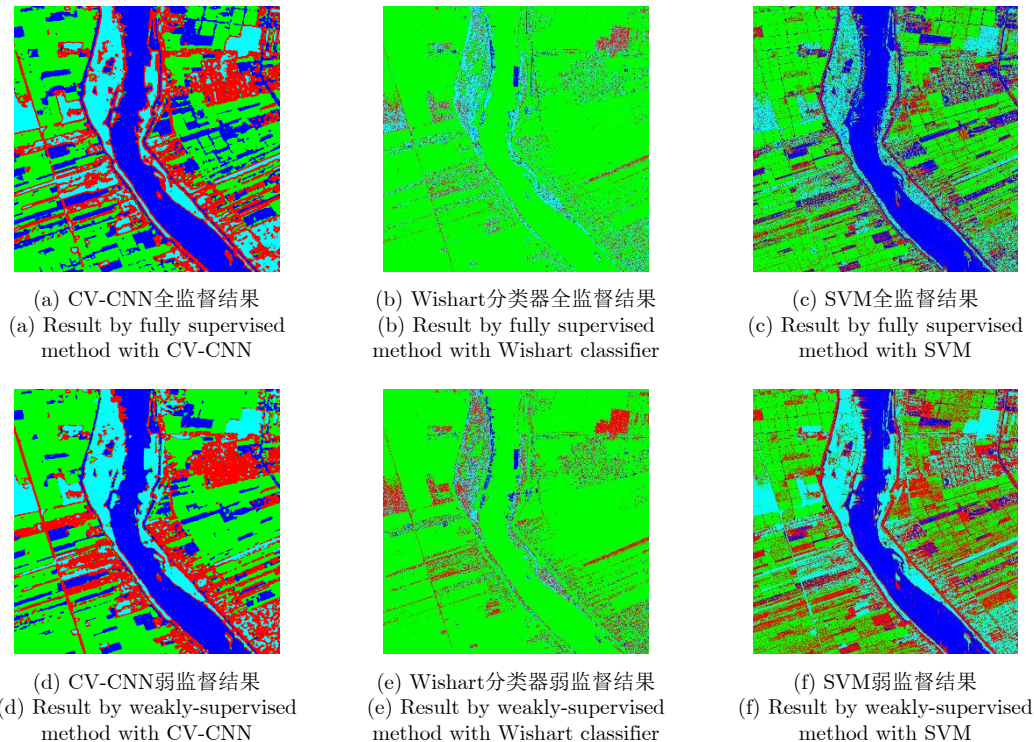 (a) CV-CNN全监督结果
(a) Result by fully supervised
method with CV-CNN
(b) Wishart分类器全监督结果
(b) Result by fully supervised
method with Wishart classifier
(c) SVM全监督结果
(c) Result by fully supervised
method with SVM
(d) CV-CNN弱监督结果
(d) Result by weakly-supervised
method with CV-CNN
(e) Wishart分类器弱监督结果
(e) Result by weakly-supervised
method with Wishart classifier
(f) SVM弱监督结果
(f) Result by weakly-supervised
method with SVM